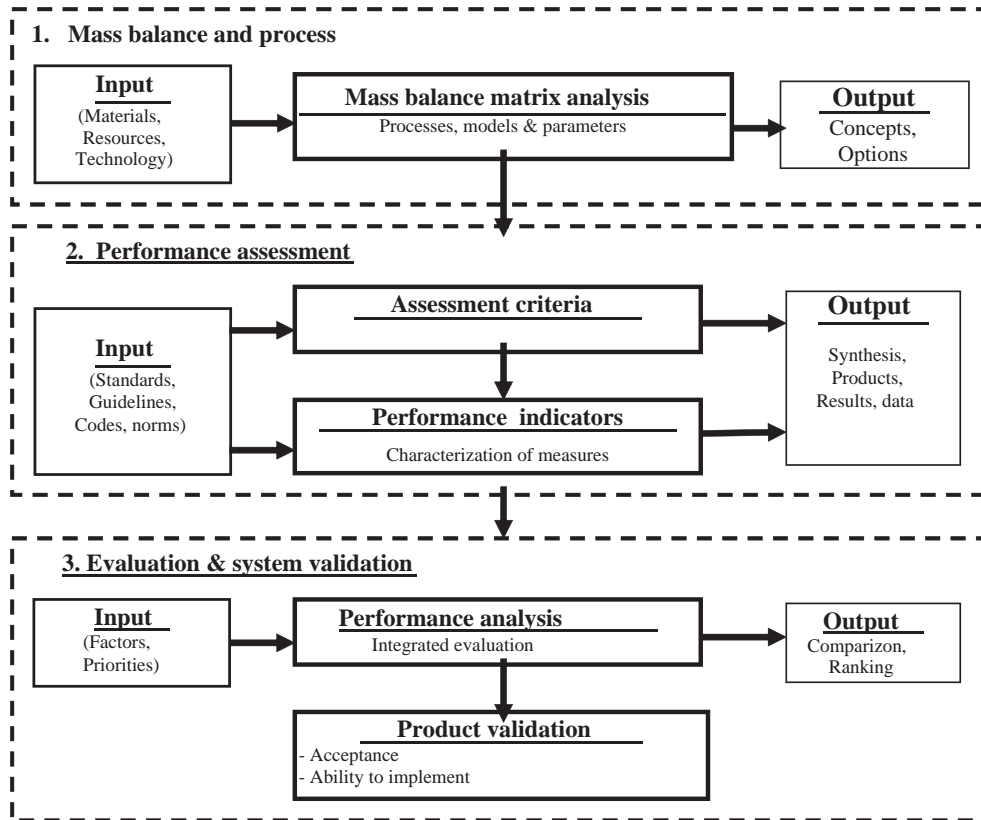 1. Mass balance and process
Input
(Materials,
Resources,
Technology)
Mass balance matrix analysis
Processes, models & parameters
Output
Concepts,
Options
2. Performance assessment
Input
(Standards,
Guidelines,
Codes, norms)
Assessment criteria
Performance indicators
Characterization of measures
Output
Synthesis,
Products,
Results, data
3. Evaluation & system validation
Input
(Factors,
Priorities)
Performance analysis
Integrated evaluation
Output
Comparizon,
Ranking
Product validation
- Acceptance
- Ability to implement